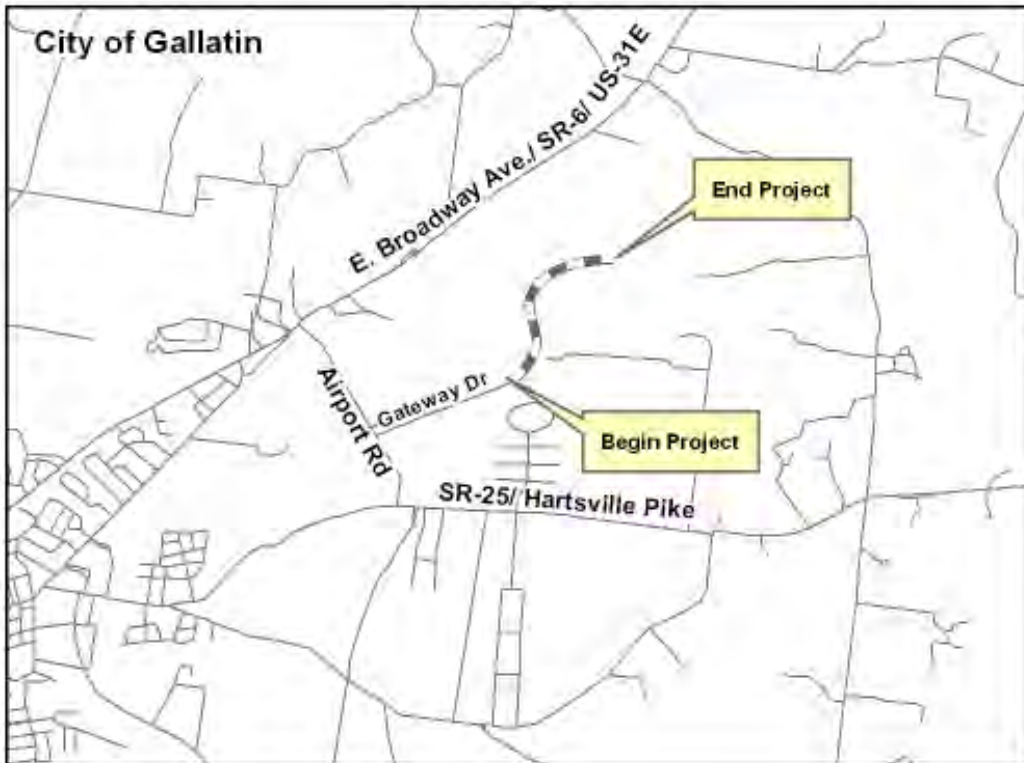 City of Gallatin
E. Broadway Ave./ SR-6/ US-31E
End Project
Airport Rd
Gateway Dr
Begin Project
SR-25/ Hartsville Pike